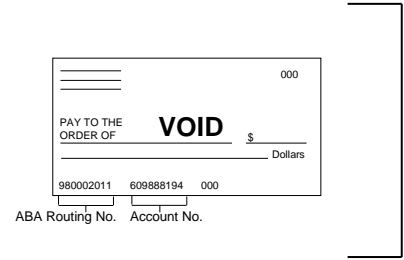 000
PAY TO THE
ORDER OF VOID $
Dollars
980002011 609888194 000
ABA Routing No. Account No.